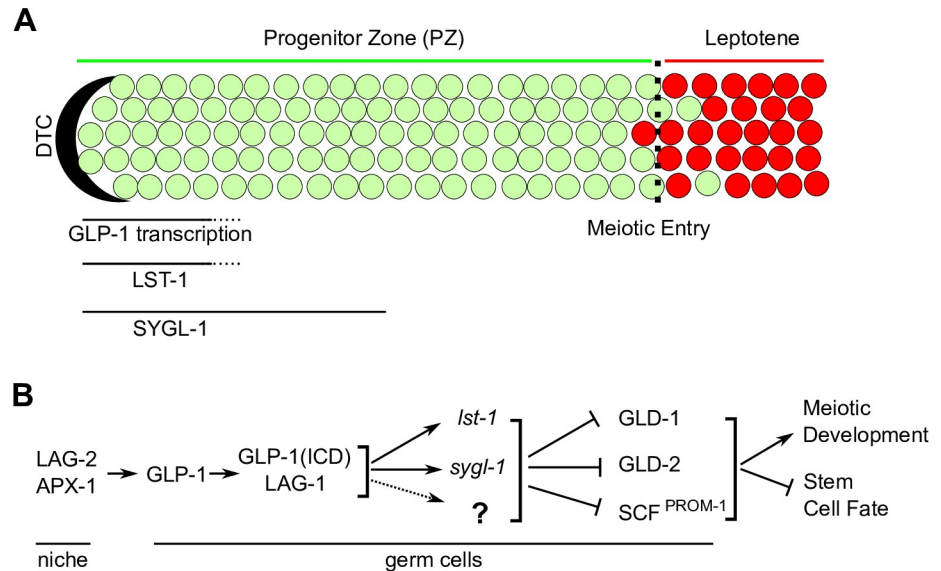 A
Progenitor Zone (PZ)
Leptotene
DTC
Meiotic Entry
GLP-1 transcription
LST-1
SYGL-1
B
LAG-2
APX-1
GLP-1
GLP-1(ICD)
LAG-1
lst-1
sygl-1
?
GLD-1
GLD-2
SCF PROM-1
Meiotic
Development
Stem
Cell Fate
niche
germ cells